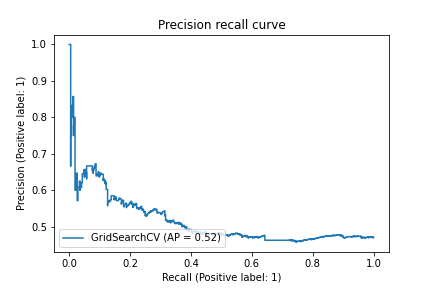 Precision recall curve
1.0
0.9
0.8
0.7
0.6
0.5
Precision (Positive label: 1)
GridSearchCV (AP = 0.52)
0.0 0.2 0.4 0.6 0.8 1.0
Recall (Positive label: 1)